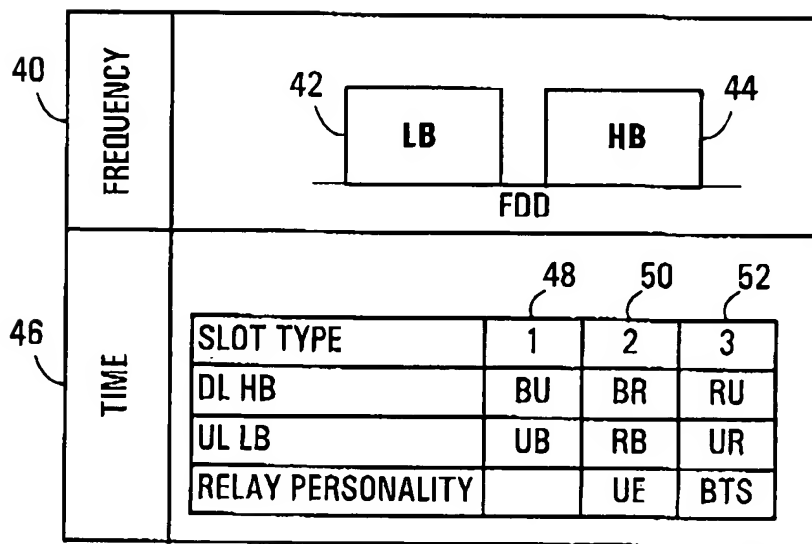 40
FREQUENCY
42
LB
HB
44
FDD
46
TIME
48 50 52
SLOT TYPE 1 2 3
DL HB BU BR RU
UL LB UB RB UR
RELAY PERSONALITY UE BTS